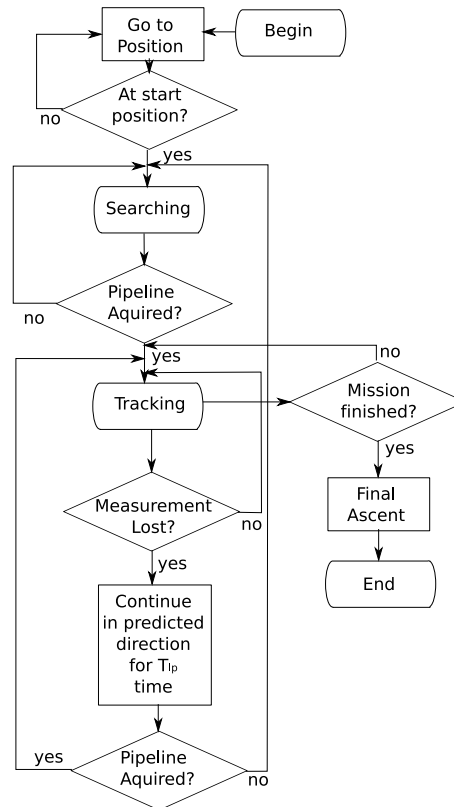 Go to
Position
Begin
At start
position?
no
yes
Searching
Pipeline
Aquired?
no
yes
no
Mission
finished?
Tracking
yes
Measurement
Lost?
no
Final
Ascent
yes
End
Continue
in predicted
direction
for Tlp
time
yes
Pipeline
Aquired?
no